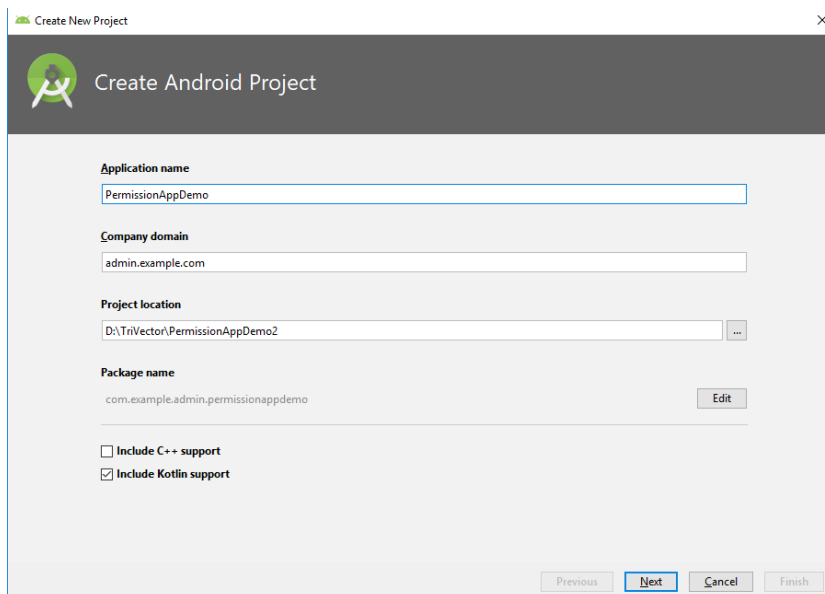 Create New Project
Create Android Project
Application name
PermissionAppDemo
Company domain
admin.example.com
Project location
D:\TriVector\PermissionAppDemo2
...
Package name
com.example.admin.permissionappdemo
Edit
Include C++ support
Include Kotlin support
Previous
Next
Cancel
Finish